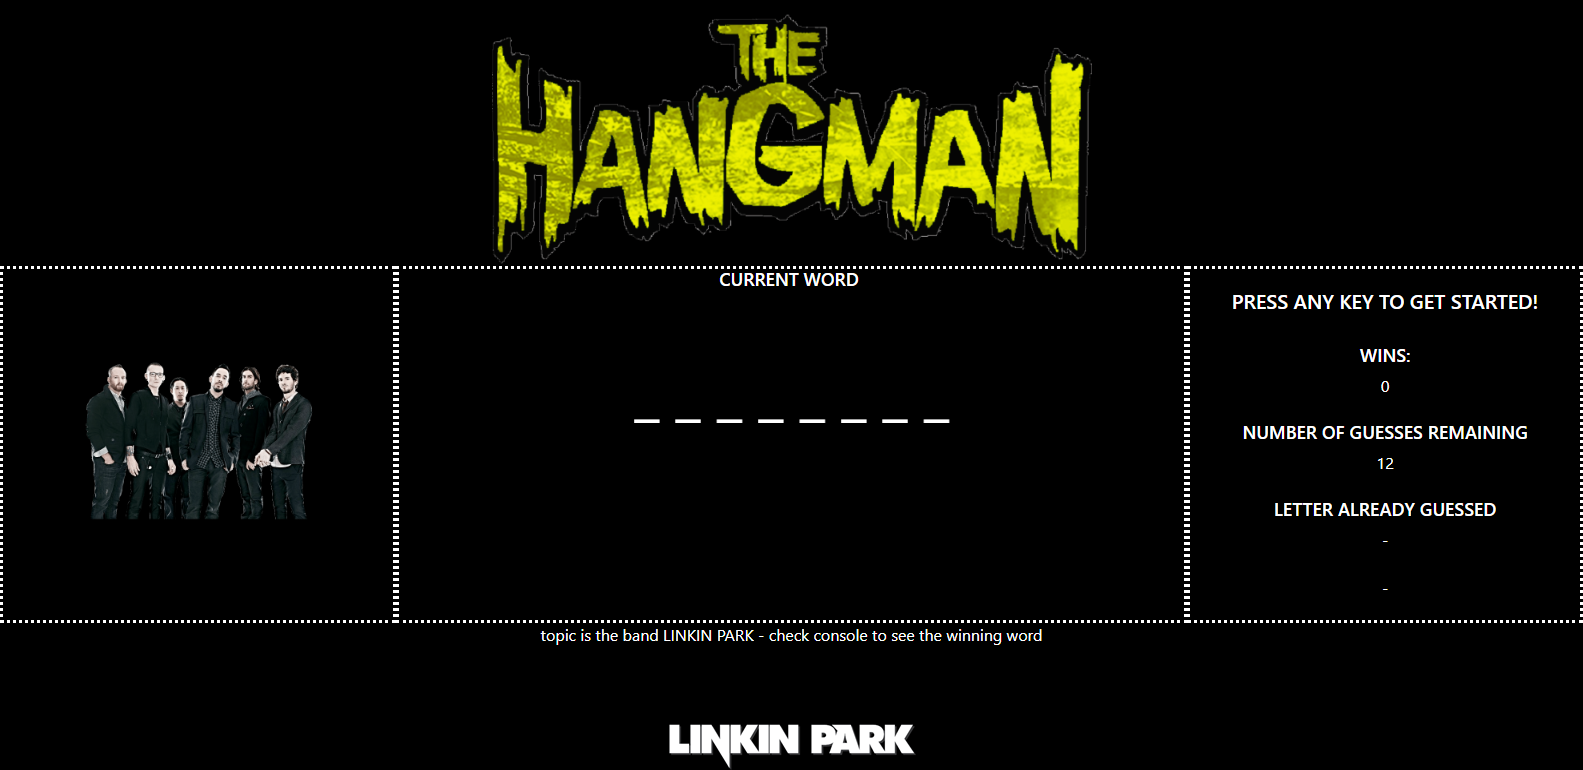 THE
HANGMAN
CURRENT WORD
_ _ _ _ _ _ _ _
PRESS ANY KEY TO GET STARTED!
WINS:
0
NUMBER OF GUESSES REMAINING
12
LETTER ALREADY GUESSED
-
-
topic is the band LINKIN PARK - check console to see the winning word
LINKIN PARK